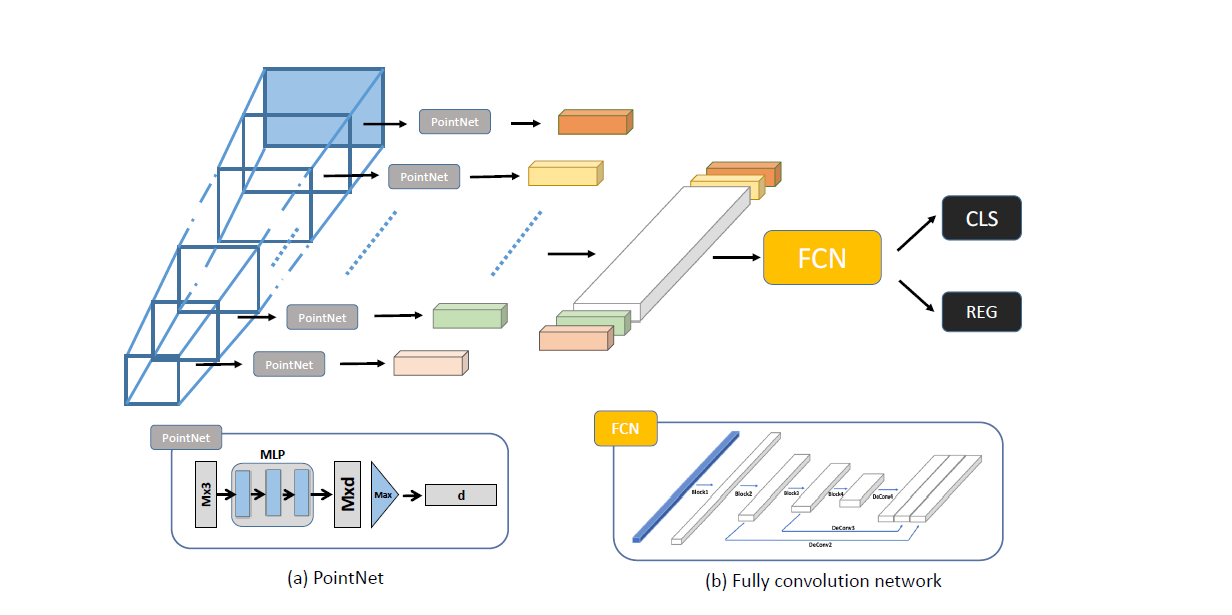 PointNet
PointNet
PointNet
PointNet
FCN
CLS
REG
PointNet
MLP
Mx3
Mxd
Max
d
(a) PointNet
FCN
Block1
Block2
Block3
Block4
DeConv4
DeConv3
DeConv2
(b) Fully convolution network